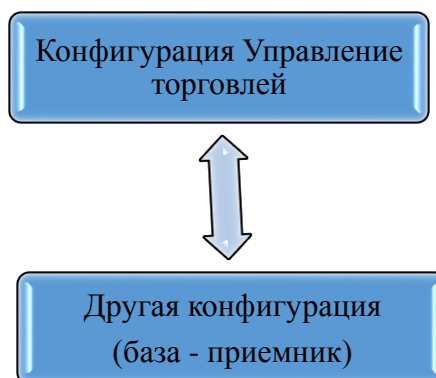 Конфигурация Управление
торговлей
Другая конфигурация
(база - приемник)